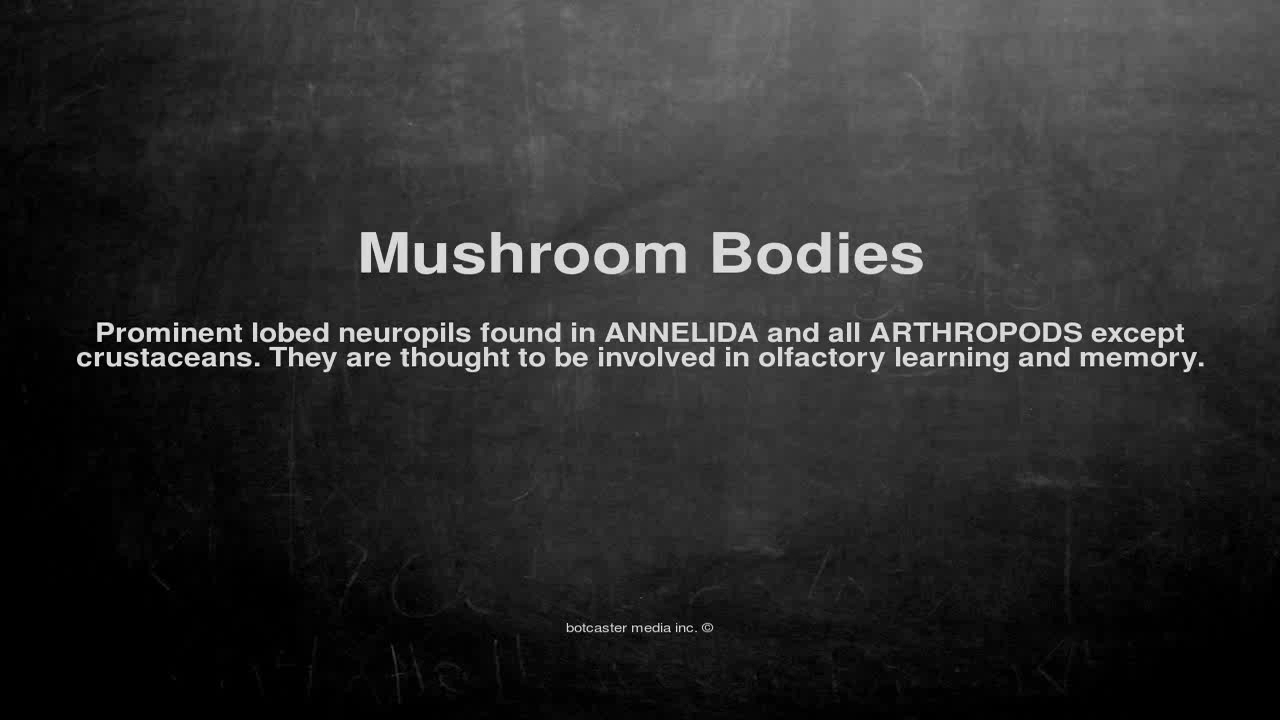 Mushroom Bodies
Prominent lobed neuropils found in ANNELIDA and all ARTHROPODS except
crustaceans. They are thought to be involved in olfactory learning and memory.
botcaster media inc. ©